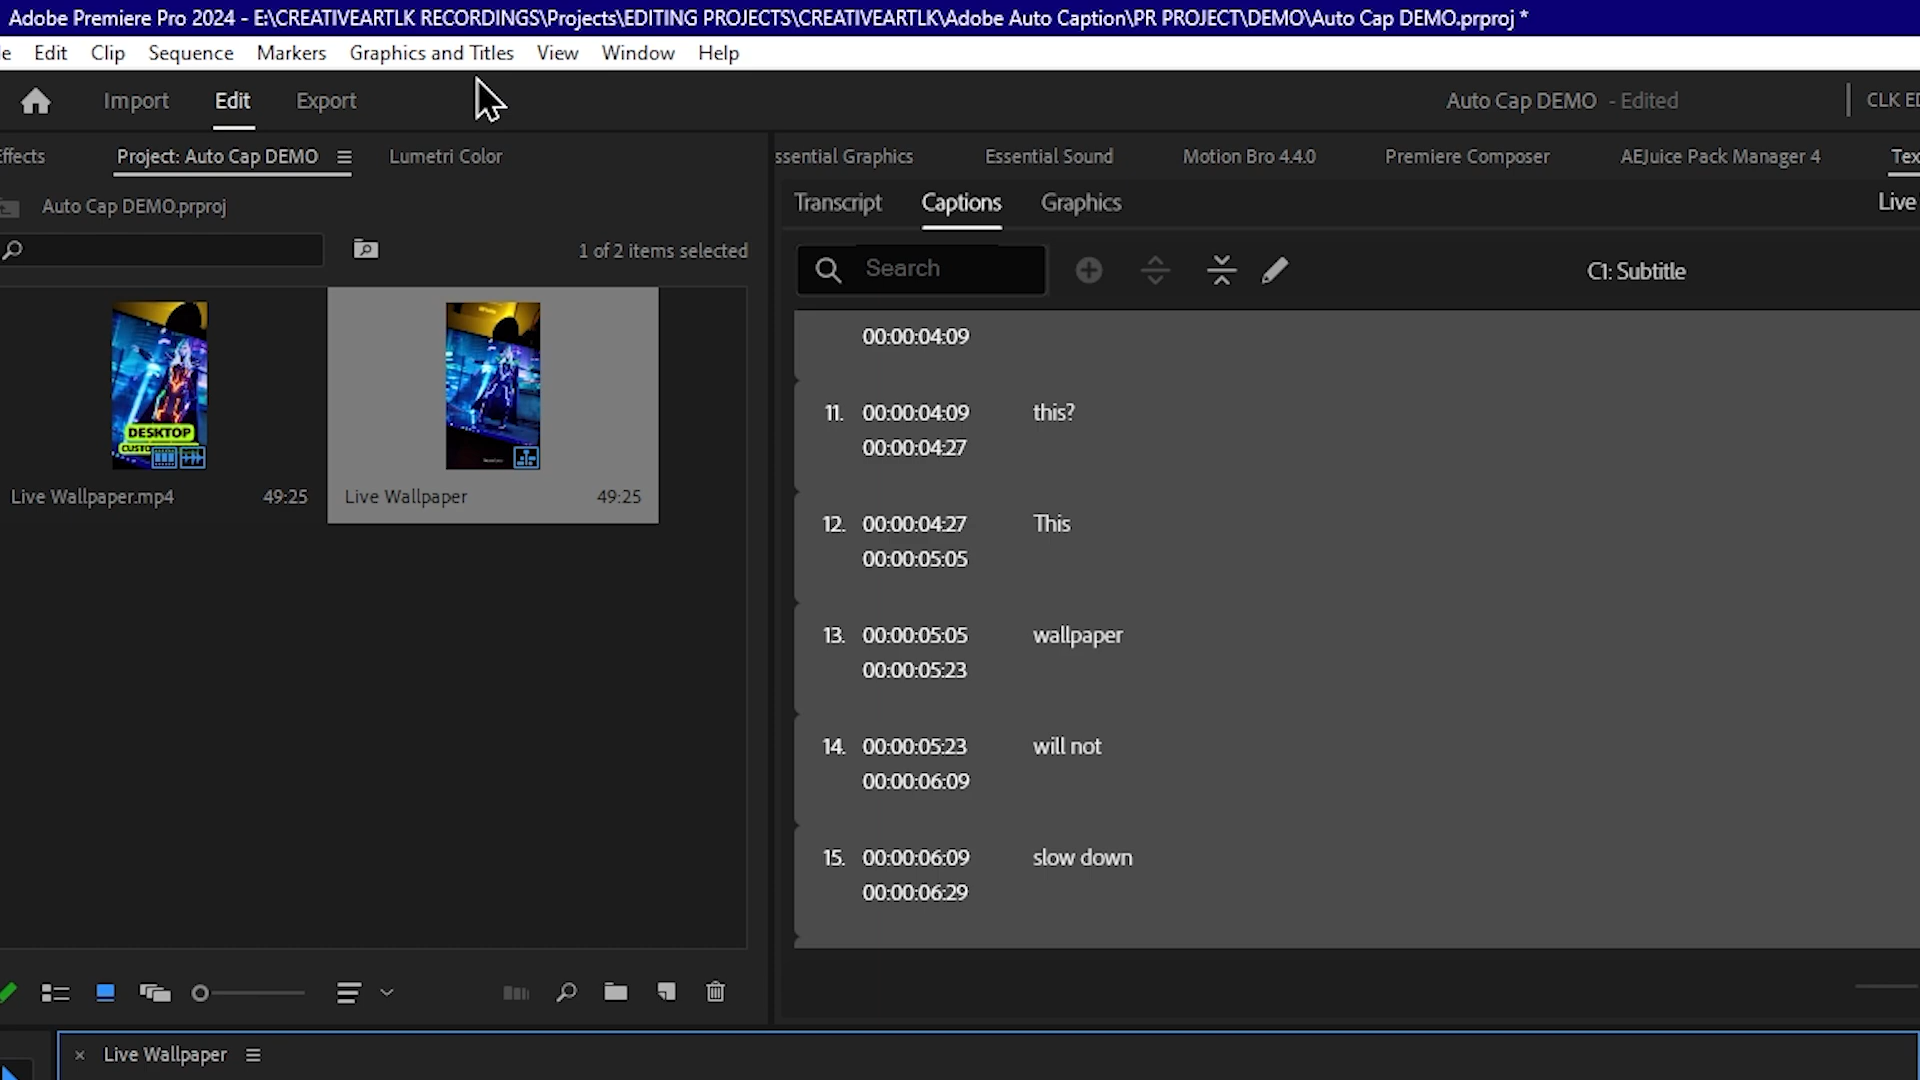 Adobe Premiere Pro 2024 - E:\CREATIVEARTLK RECORDINGS\Projects\EDITING PROJECTS\CREATIVEARTLK\Adobe Auto Caption\PR PROJECT\DEMO\Auto Cap DEMO.prproj *
e Edit Clip Sequence Markers Graphics and Titles View Window Help
Import Edit Export
Auto Cap DEMO - Edited
CLK ED
ffects Project: Auto Cap DEMO Lumetri Color
Auto Cap DEMO.prproj
1 of 2 items selected
DESKTOP
CUSTO
Live Wallpaper.mp4 49:25
Live Wallpaper 49:25
ssential Graphics Essential Sound Motion Bro 4.4.0 Premiere Composer AEJuice Pack Manager 4 Tex
Transcript Captions Graphics
Live
Search
C1: Subtitle
00:00:04:09
11. 00:00:04:09 this?
00:00:04:27
12. 00:00:04:27 This
00:00:05:05
13. 00:00:05:05 wallpaper
00:00:05:23
14. 00:00:05:23 will not
00:00:06:09
15. 00:00:06:09 slow down
00:00:06:29
× Live Wallpaper